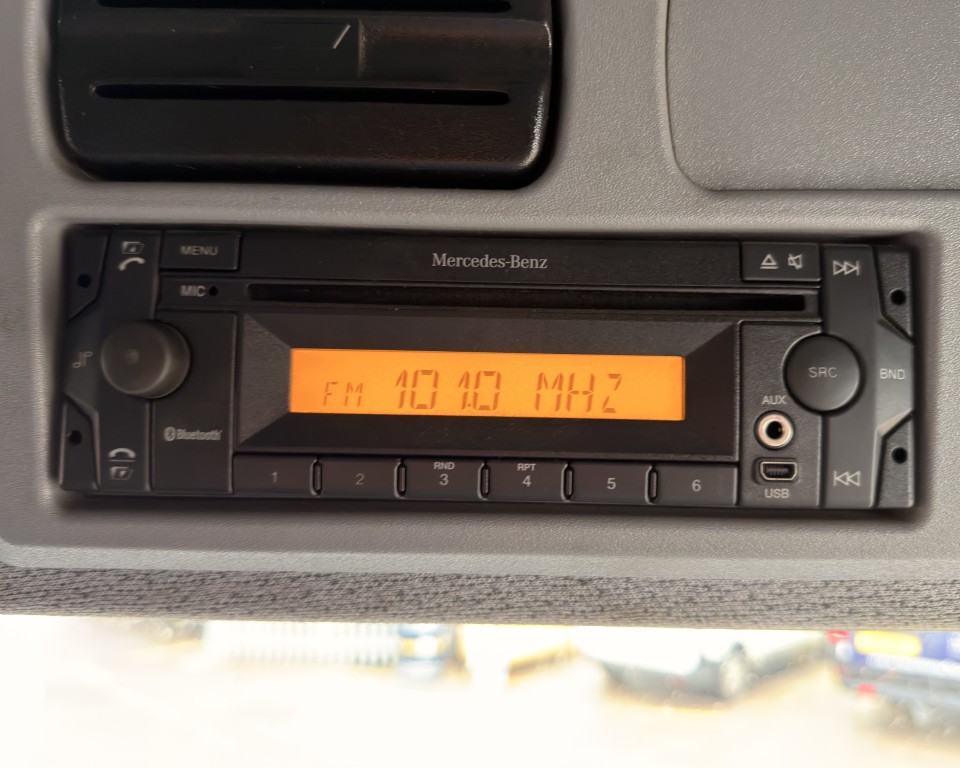 MENU
Mercedes-Benz
MIC
SRC
BND
FM 101.0 MHZ
AUX
Bluetooth
1
2
RND
3
RPT
4
5
6
USB